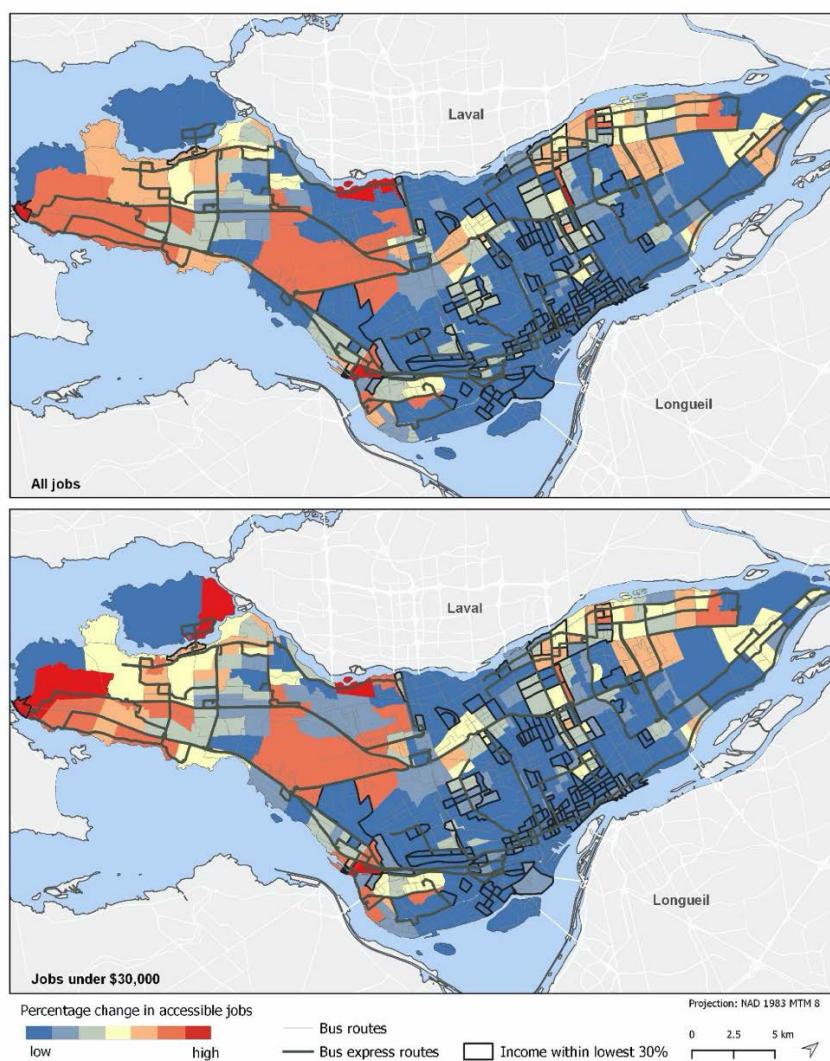 Laval
Longueil
All jobs
Laval
Longueil
Jobs under $30,000
Percentage change in accessible jobs
low
high
Bus routes
Bus express routes
Income within lowest 30%
Projection: NAD 1983 MTM 8
0 2.5 5 km